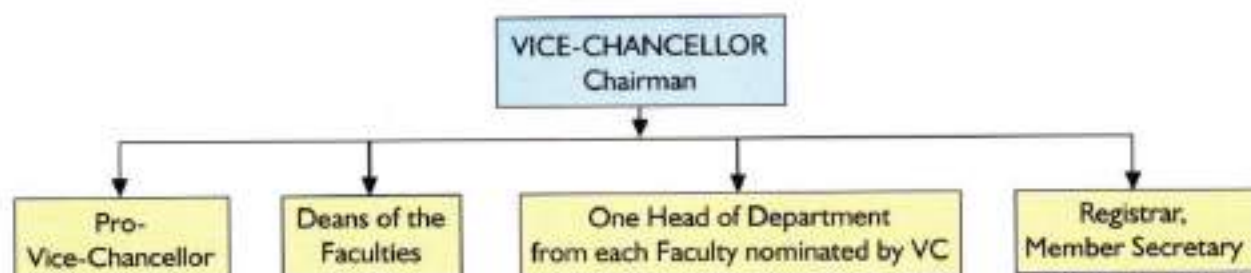 VICE-CHANCELLOR
Chairman
Pro-
Vice-Chancellor
Deans of the
Faculties
One Head of Department
from each Faculty nominated by VC
Registrar,
Member Secretary